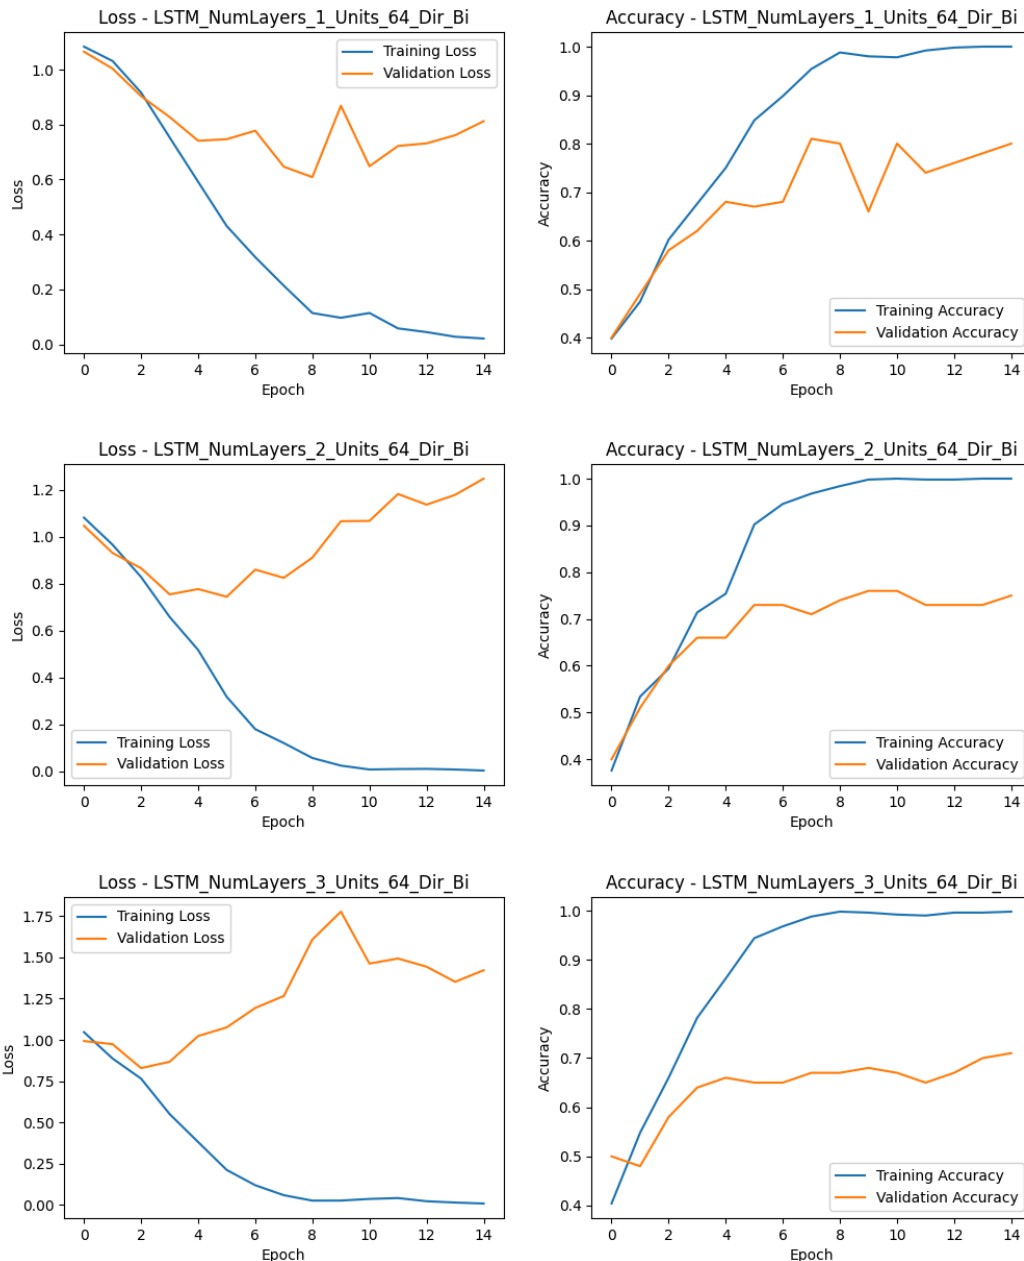 Loss - LSTM_NumLayers_1_Units_64_Dir_Bi
1.0
0.8
0.6
0.4
0.2
0.0
Loss
Training Loss
Validation Loss
0 2 4 6 8 10 12 14
Epoch
Accuracy - LSTM_NumLayers_1_Units_64_Dir_Bi
1.0
0.9
0.8
0.7
0.6
0.5
0.4
Accuracy
Training Accuracy
Validation Accuracy
0 2 4 6 8 10 12 14
Epoch
Loss - LSTM_NumLayers_2_Units_64_Dir_Bi
1.2
1.0
0.8
0.6
0.4
0.2
0.0
Loss
Training Loss
Validation Loss
0 2 4 6 8 10 12 14
Epoch
Accuracy - LSTM_NumLayers_2_Units_64_Dir_Bi
1.0
0.9
0.8
0.7
0.6
0.5
0.4
Accuracy
Training Accuracy
Validation Accuracy
0 2 4 6 8 10 12 14
Epoch
Loss - LSTM_NumLayers_3_Units_64_Dir_Bi
1.75
1.50
1.25
1.00
0.75
0.50
0.25
0.00
Loss
Training Loss
Validation Loss
0 2 4 6 8 10 12 14
Epoch
Accuracy - LSTM_NumLayers_3_Units_64_Dir_Bi
1.0
0.9
0.8
0.7
0.6
0.5
0.4
Accuracy
Training Accuracy
Validation Accuracy
0 2 4 6 8 10 12 14
Epoch